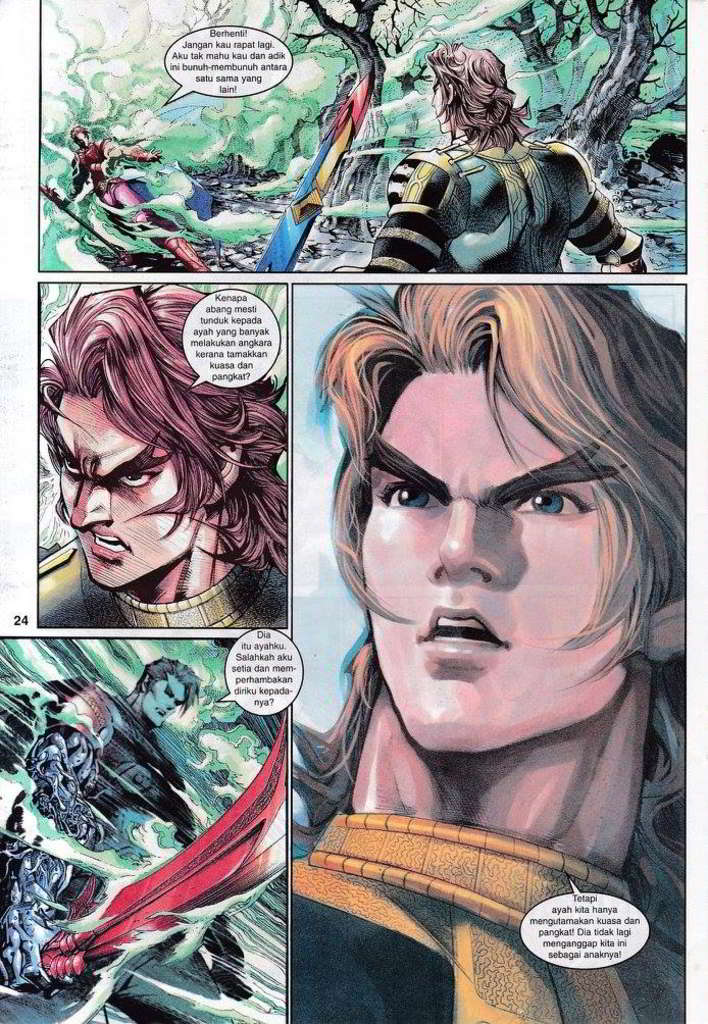 Berhenti!
Jangan kau rapat lagi.
Aku tak mahu kau dan adik
ini bunuh-membunuh antara
satu sama yang
lain!
Kenapa
abang mesti
tunduk kepada
ayah yang banyak
melakukan angkara
kerana tamakkan
kuasa dan
pangkat?
24
Dia
itu ayahku.
Salahkah aku
setia dan mem-
perhambakan
diriku kepada-
nya?
Tetapi
ayah kita hanya
mengutamakan kuasa dan
pangkat! Dia tidak lagi
menganggap kita ini
sebagai anaknya!